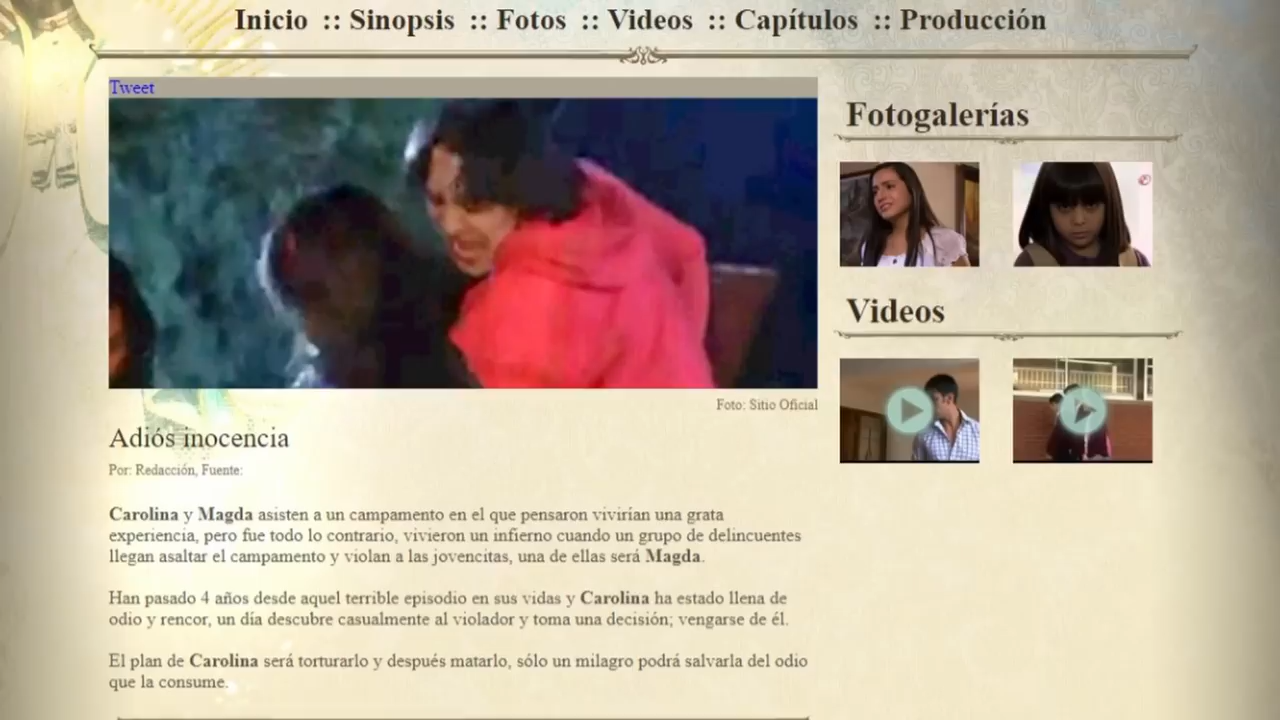 Inicio :: Sinopsis :: Fotos :: Videos :: Capítulos :: Producción
Tweet
Foto: Sitio Oficial
Adiós inocencia
Por: Redacción, Fuente:
Carolina y Magda asisten a un campamento en el que pensaron vivirían una grata
experiencia, pero fue todo lo contrario, vivieron un infierno cuando un grupo de delincuentes
llegan asaltar el campamento y violan a las jovencitas, una de ellas será Magda.
Han pasado 4 años desde aquel terrible episodio en sus vidas y Carolina ha estado llena de
odio y rencor, un día descubre casualmente al violador y toma una decisión; vengarse de él.
El plan de Carolina será torturarlo y después matarlo, sólo un milagro podrá salvarla del odio
que la consume.
Fotogalerías
Videos